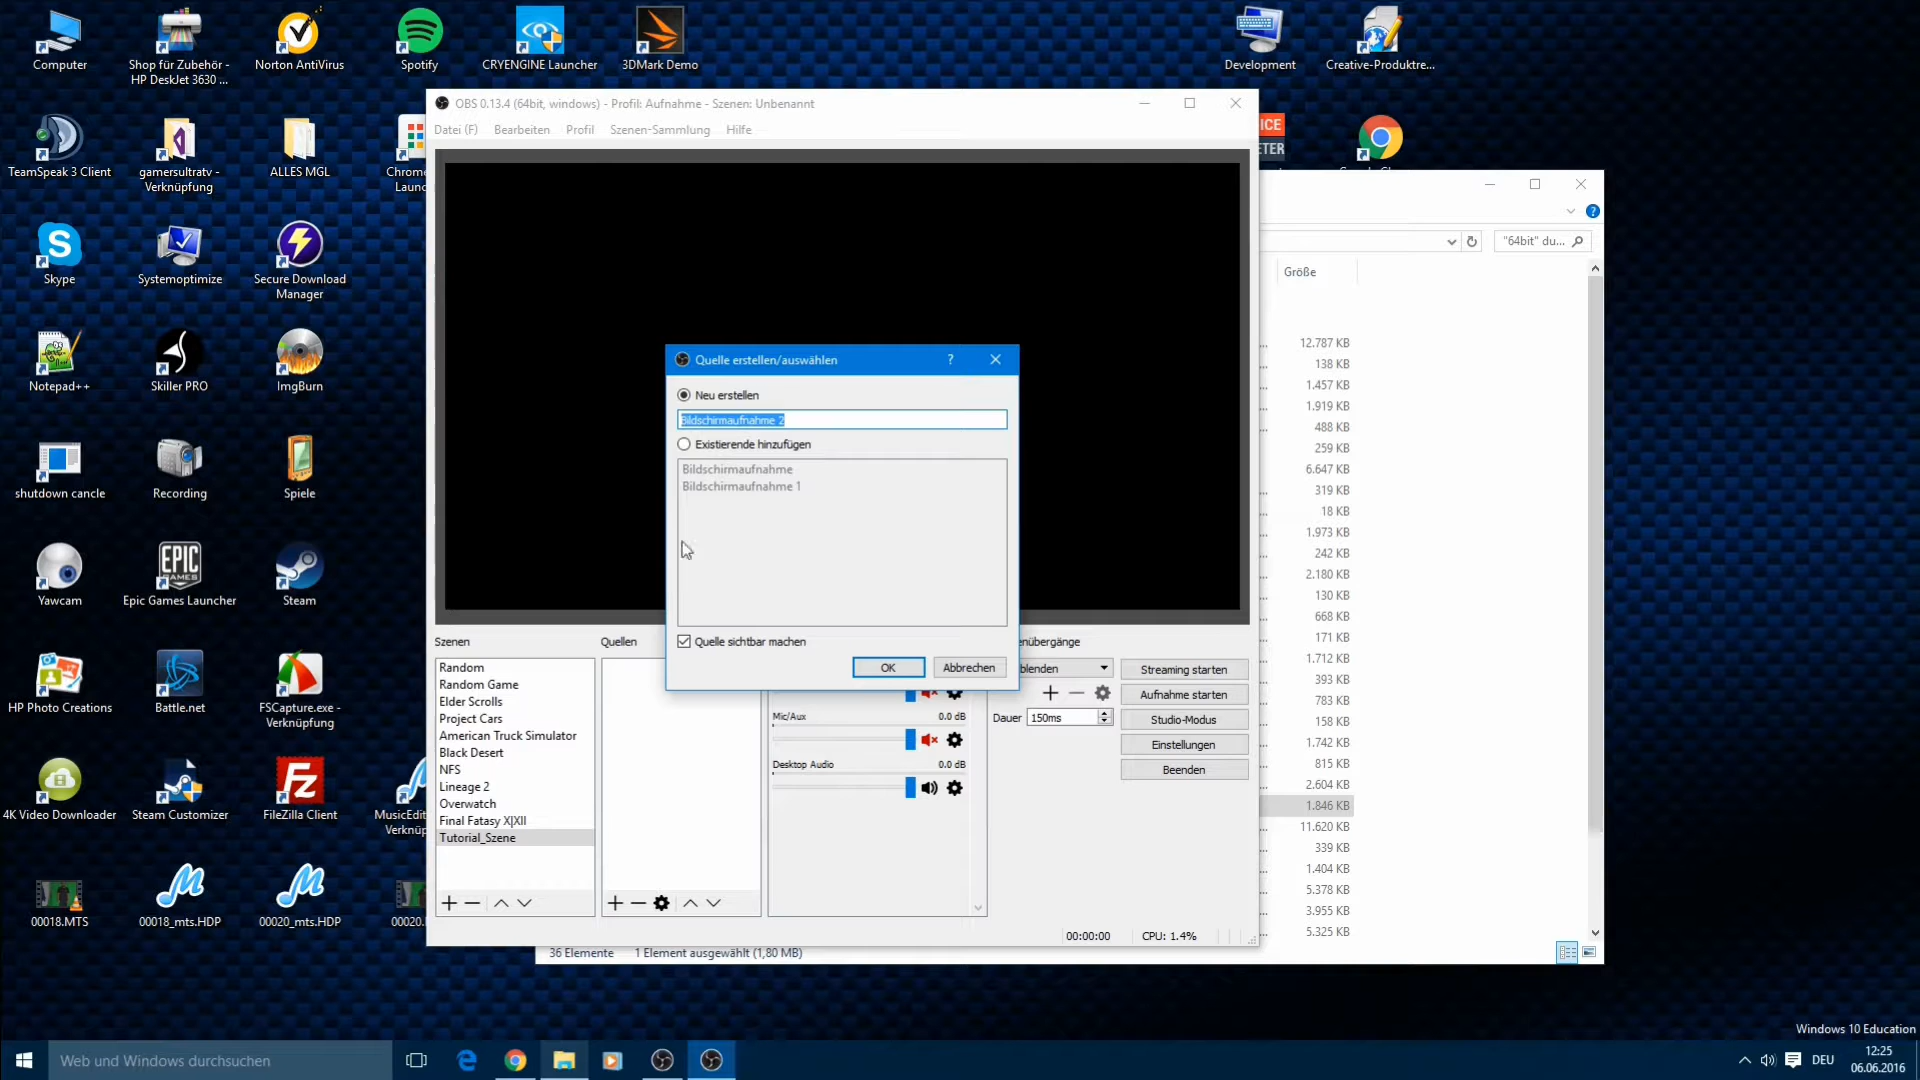 Computer
Shop für Zubehör -
HP DeskJet 3630 ...
Norton AntiVirus
Spotify
CRYENGINE Launcher
3DMark Demo
Development
Creative-Produktre...
TeamSpeak 3 Client
gamersultratv -
Verknüpfung
ALLES MGL
Chrome
Laun
ICE
ETER
Skype
Systemoptimize
Secure Download
Manager
Notepad++
Skiller PRO
ImgBurn
shutdown cancle
Recording
Spiele
Yawcam
EPIC
GAMES
Epic Games Launcher
Steam
HP Photo Creations
Battle.net
FSCapture.exe -
Verknüpfung
4K Video Downloader
Steam Customizer
FileZilla Client
MusicEdit
Verknüp
00018.MTS
00018_mts.HDP
00020_mts.HDP
00020.
OBS 0.13.4 (64bit, windows) - Profil: Aufnahme - Szenen: Unbenannt
Datei (F)
Bearbeiten
Profil
Szenen-Sammlung
Hilfe
Quelle erstellen/auswählen
?
Neu erstellen
Bildschirmaufnahme 2
Existierende hinzufügen
Bildschirmaufnahme
Bildschirmaufnahme 1
Quelle sichtbar machen
OK
Abbrechen
Szenen
Random
Random Game
Elder Scrolls
Project Cars
American Truck Simulator
Black Desert
NFS
Lineage 2
Overwatch
Final Fatasy X|XII
Tutorial_Szene
Quellen
Mic/Aux
0.0 dB
Desktop Audio
0.0 dB
enübergänge
blenden
Dauer
150ms
Streaming starten
Aufnahme starten
Studio-Modus
Einstellungen
Beenden
00:00:00
CPU: 1.4%
"64bit" du...
Größe
12.787 KB
138 KB
1.457 KB
1.919 KB
488 KB
259 KB
6.647 KB
319 KB
18 KB
1.973 KB
242 KB
2.180 KB
130 KB
668 KB
171 KB
1.712 KB
393 KB
783 KB
158 KB
1.742 KB
815 KB
2.604 KB
1.846 KB
11.620 KB
339 KB
1.404 KB
5.378 KB
3.955 KB
5.325 KB
36 Elemente
1 Element ausgewählt (1,80 MB)
Windows 10 Education
Web und Windows durchsuchen
DEU
12:25
06.06.2016